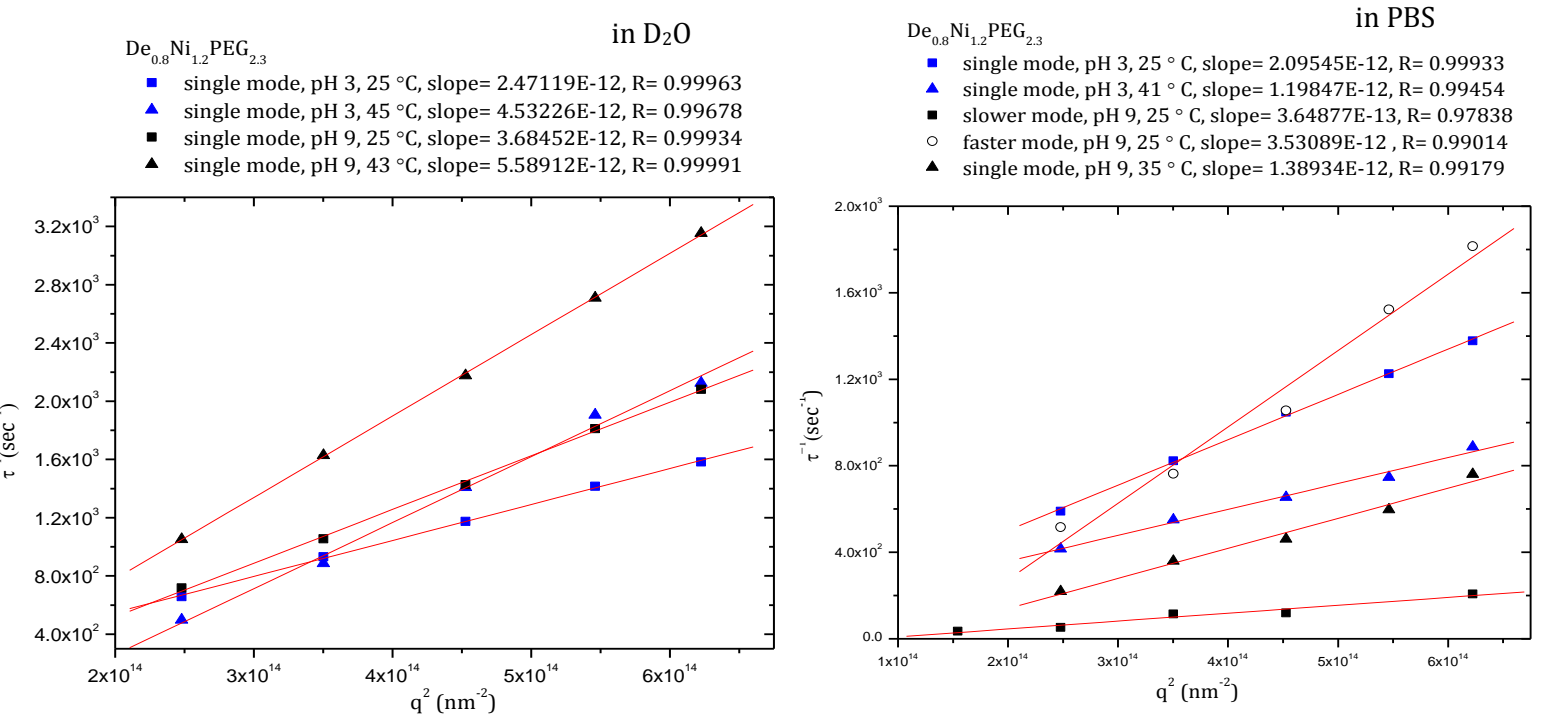 in D₂O
De₀.₈Ni₁.₂PEG₂.₃
single mode, pH 3, 25 °C, slope= 2.47119E-12, R= 0.99963
single mode, pH 3, 45 °C, slope= 4.53226E-12, R= 0.99678
single mode, pH 9, 25 °C, slope= 3.68452E-12, R= 0.99934
single mode, pH 9, 43 °C, slope= 5.58912E-12, R= 0.99991
3.2x10³
2.8x10³
2.4x10³
2.0x10³
1.6x10³
1.2x10³
8.0x10²
4.0x10²
2x10¹⁴ 3x10¹⁴ 4x10¹⁴ 5x10¹⁴ 6x10¹⁴
q² (nm⁻²)
in PBS
De₀.₈Ni₁.₂PEG₂.₃
single mode, pH 3, 25 ° C, slope= 2.09545E-12, R= 0.99933
single mode, pH 3, 41 ° C, slope= 1.19847E-12, R= 0.99454
slower mode, pH 9, 25 ° C, slope= 3.64877E-13, R= 0.97838
faster mode, pH 9, 25 ° C, slope= 3.53089E-12 , R= 0.99014
single mode, pH 9, 35 ° C, slope= 1.38934E-12, R= 0.99179
τ⁻¹(sec⁻¹)
2.0x10³
1.6x10³
1.2x10³
8.0x10²
4.0x10²
0.0
1x10¹⁴ 2x10¹⁴ 3x10¹⁴ 4x10¹⁴ 5x10¹⁴ 6x10¹⁴
q² (nm⁻²)